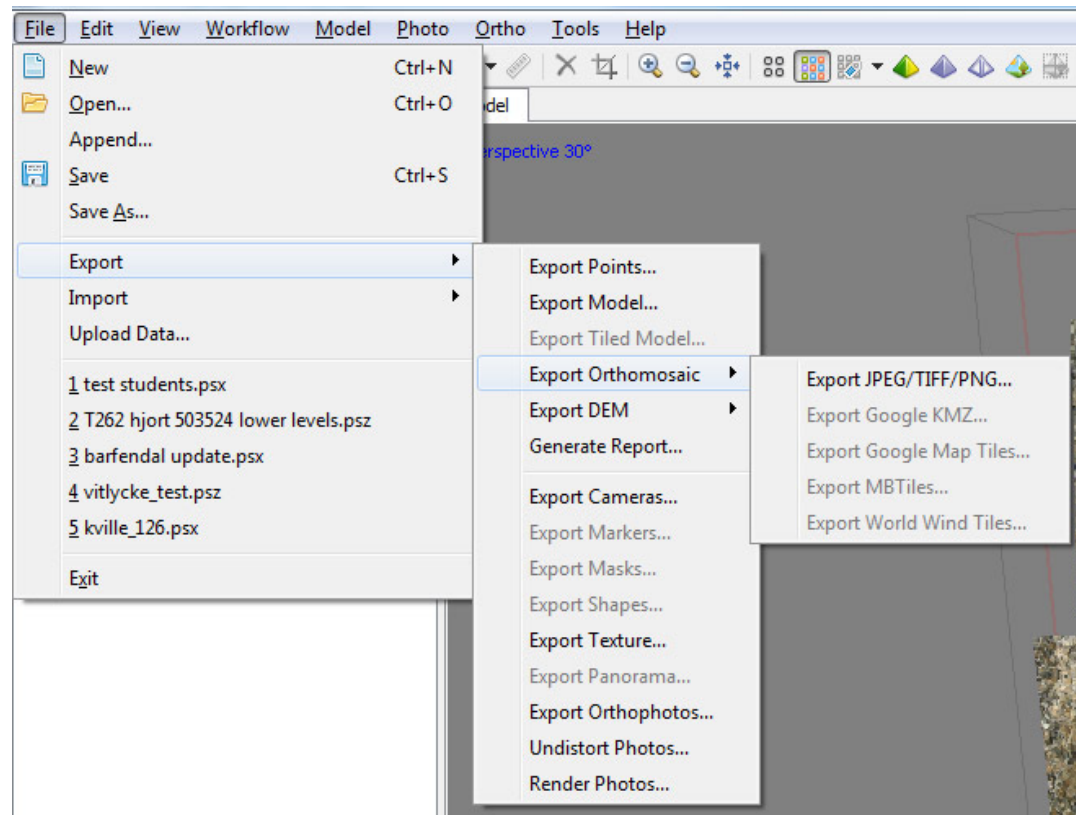 File Edit View Workflow Model Photo Ortho Tools Help
New Ctrl+N
Open... Ctrl+O
Append...
Save Ctrl+S
Save As...
Export
Import
Upload Data...
1 test students.psx
2 T262 hjort 503524 lower levels.psz
3 barfendal update.psx
4 vitlycke_test.psz
5 kville_126.psx
Exit
odel
erspective 30°
Export Points...
Export Model...
Export Tiled Model...
Export Orthomosaic
Export DEM
Generate Report...
Export Cameras...
Export Markers...
Export Masks...
Export Shapes...
Export Texture...
Export Panorama...
Export Orthophotos...
Undistort Photos...
Render Photos...
Export JPEG/TIFF/PNG...
Export Google KMZ...
Export Google Map Tiles...
Export MBTiles...
Export World Wind Tiles...